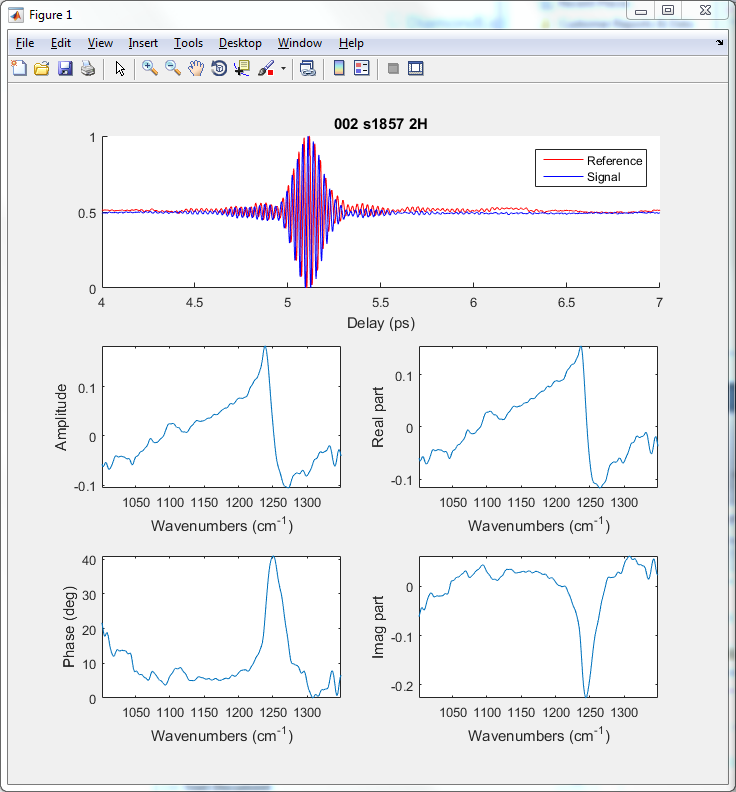 Figure 1
File Edit View Insert Tools Desktop Window Help
002 s1857 2H
1
0.5
0
Reference
Signal
4 4.5 5 5.5 6 6.5 7
Delay (ps)
Amplitude
0.1
0
-0.1
1050 1100 1150 1200 1250 1300
Wavenumbers (cm-1)
Real part
0.1
0
-0.1
1050 1100 1150 1200 1250 1300
Wavenumbers (cm-1)
Phase (deg)
40
30
20
10
0
1050 1100 1150 1200 1250 1300
Wavenumbers (cm-1)
Imag part
0
-0.1
-0.2
1050 1100 1150 1200 1250 1300
Wavenumbers (cm-1)